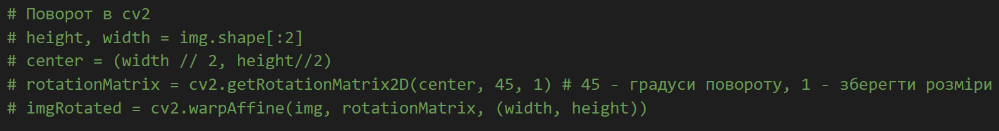 # Поворот в cv2
# height, width = img.shape[:2]
# center = (width // 2, height//2)
# rotationMatrix = cv2.getRotationMatrix2D(center, 45, 1) # 45 - градуси повороту, 1 - зберегти розміри
# imgRotated = cv2.warpAffine(img, rotationMatrix, (width, height))